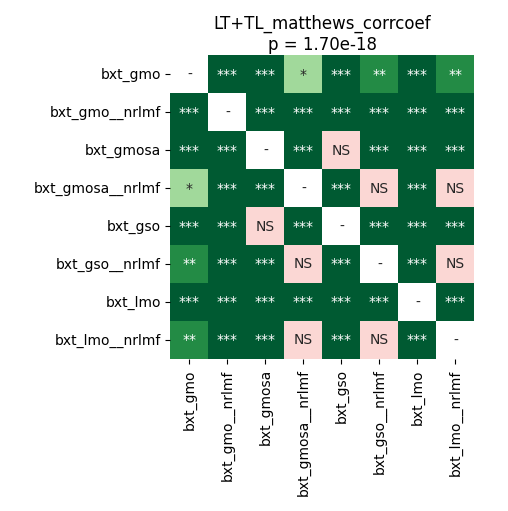 LT+TL_matthews_corrcoef
p = 1.70e-18
bxt_gmo - *** *** * *** ** *** **
bxt_gmo__nrlmf *** - *** *** *** *** *** ***
bxt_gmosa *** *** - *** NS *** *** ***
bxt_gmosa__nrlmf * *** *** - *** NS *** NS
bxt_gso *** *** NS *** - *** *** ***
bxt_gso__nrlmf ** *** *** NS *** - *** NS
bxt_lmo *** *** *** *** *** *** - ***
bxt_lmo__nrlmf ** *** *** NS *** NS *** -
bxt_gmo
bxt_gmo__nrlmf
bxt_gmosa
bxt_gmosa__nrlmf
bxt_gso
bxt_gso__nrlmf
bxt_lmo
bxt_lmo__nrlmf